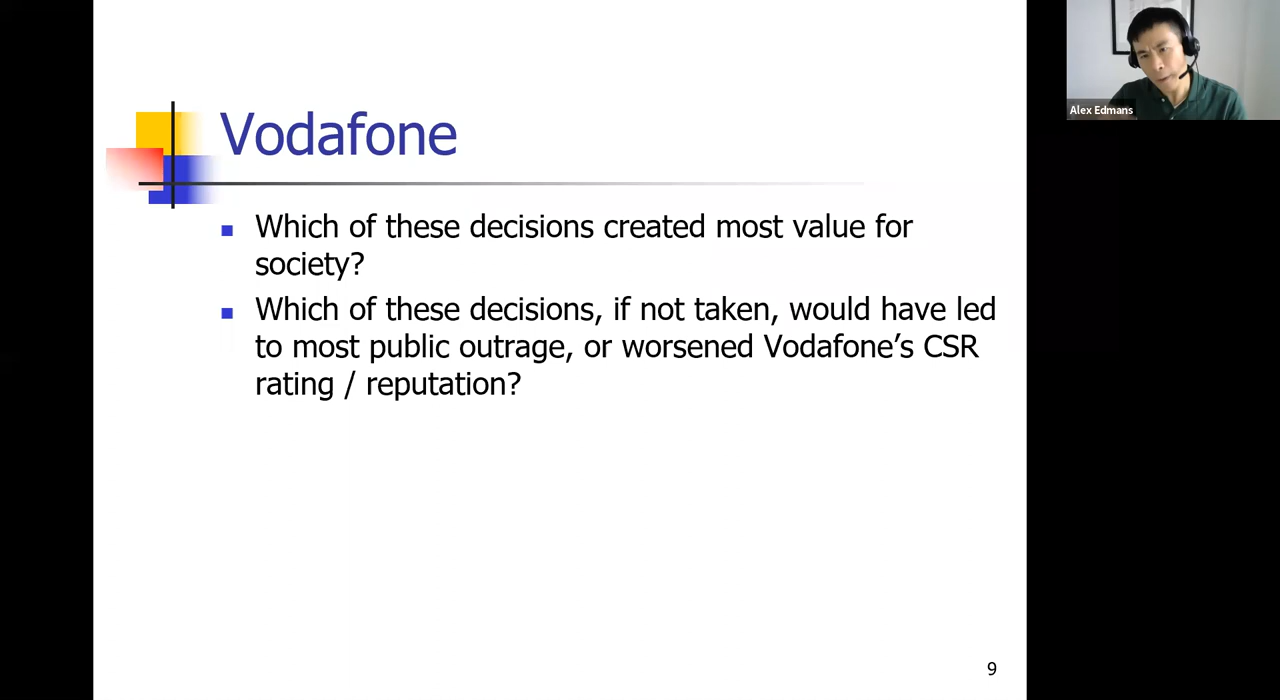 Vodafone
Which of these decisions created most value for
society?
Which of these decisions, if not taken, would have led
to most public outrage, or worsened Vodafone’s CSR
rating / reputation?
9
Alex Edmans